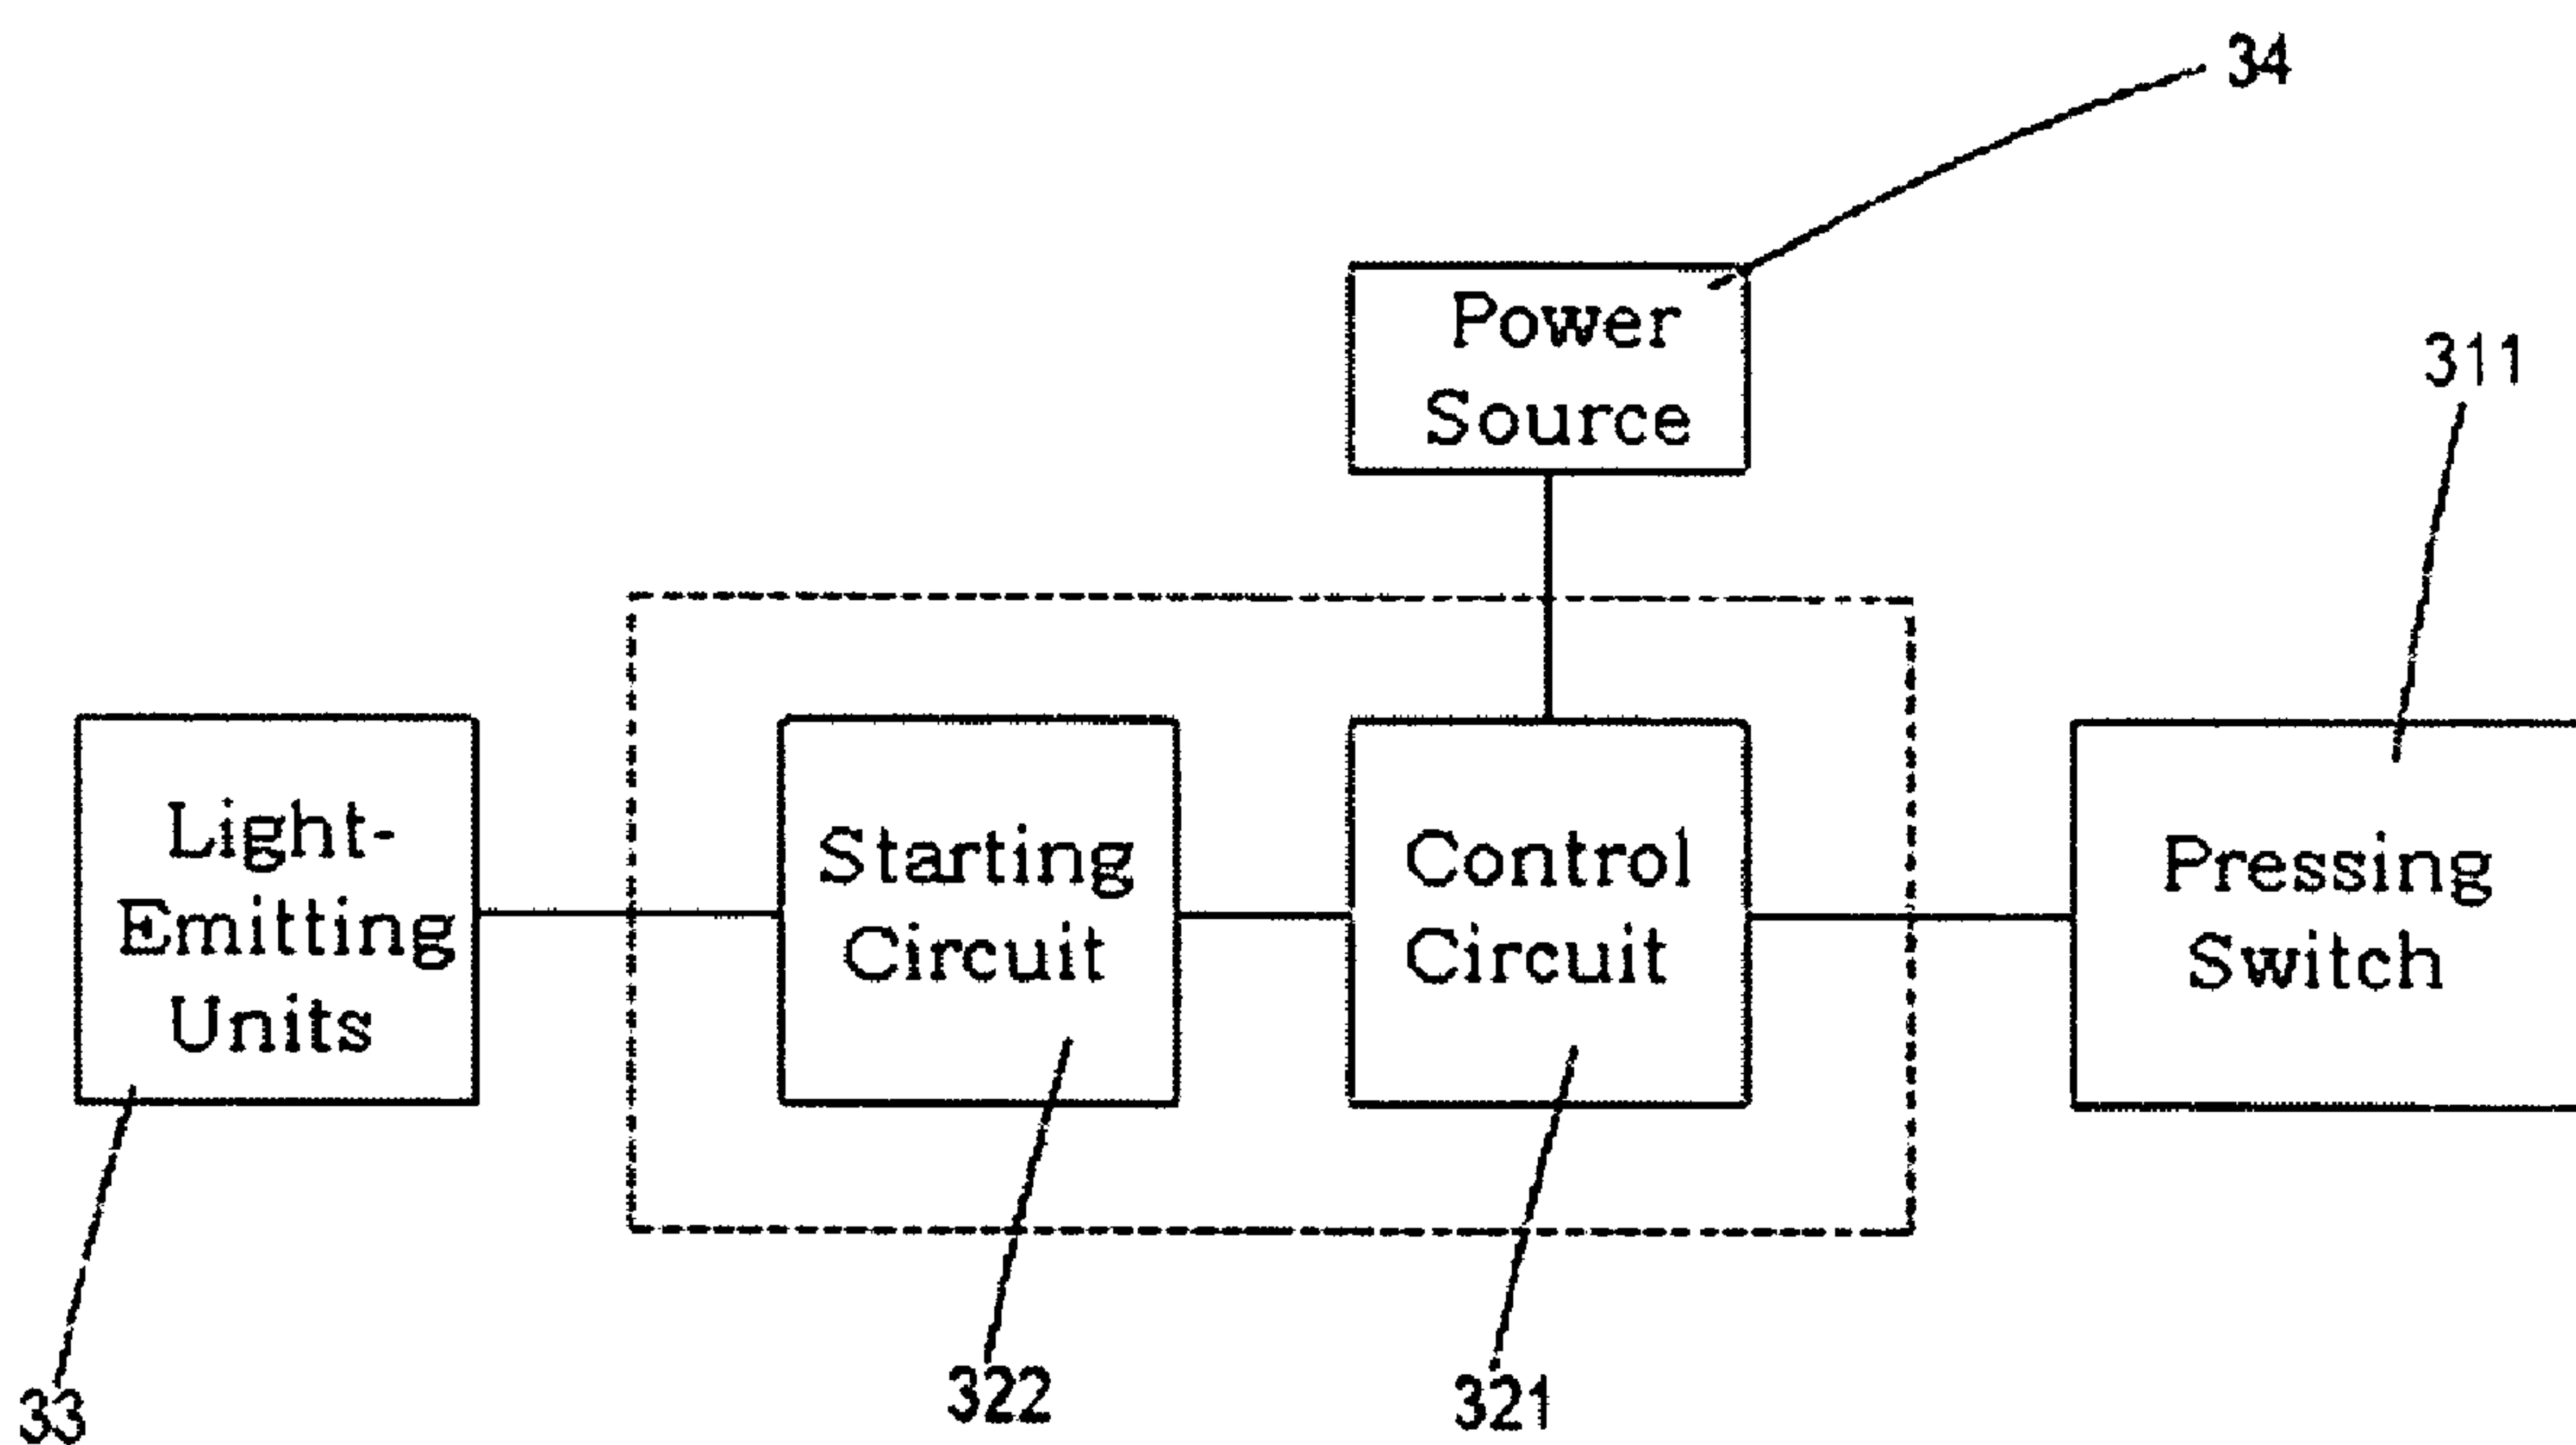 34
Power
Source
311
Light-
Emitting
Units
Starting
Circuit
Control
Circuit
Pressing
Switch
33
322
321